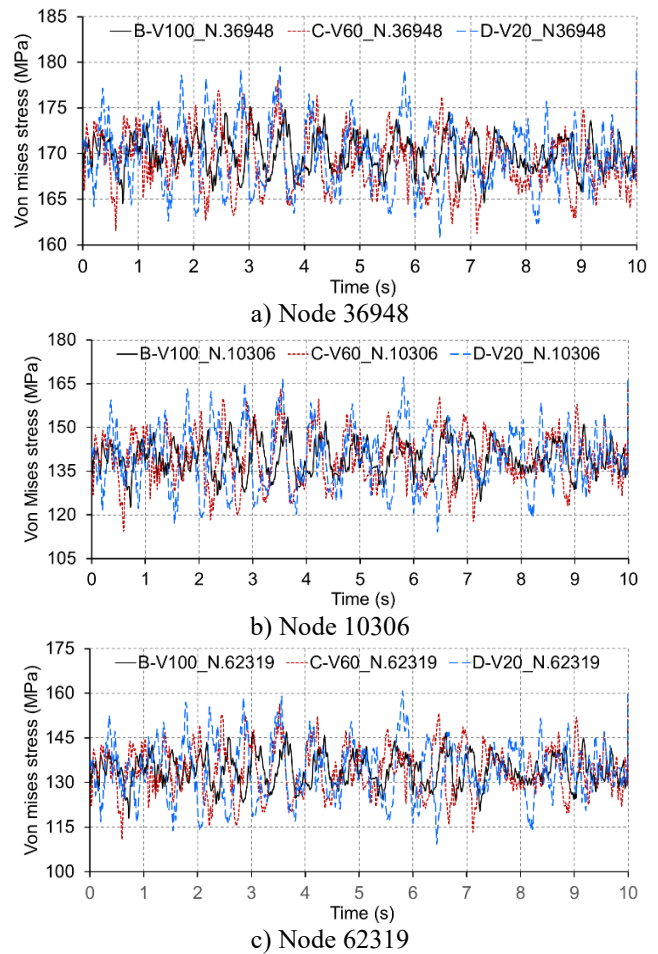 Von mises stress (MPa)
185
180
175
170
165
160
B-V100_N.36948 C-V60_N.36948 D-V20_N36948
0 1 2 3 4 5 6 7 8 9 10
Time (s)
a) Node 36948
Von Mises stress (MPa)
180
165
150
135
120
105
B-V100_N.10306 C-V60_N.10306 D-V20_N.10306
0 1 2 3 4 5 6 7 8 9 10
Time (s)
b) Node 10306
Von mises stress (MPa)
175
160
145
130
115
100
B-V100_N.62319 C-V60_N.62319 D-V20_N.62319
0 1 2 3 4 5 6 7 8 9 10
Time (s)
c) Node 62319